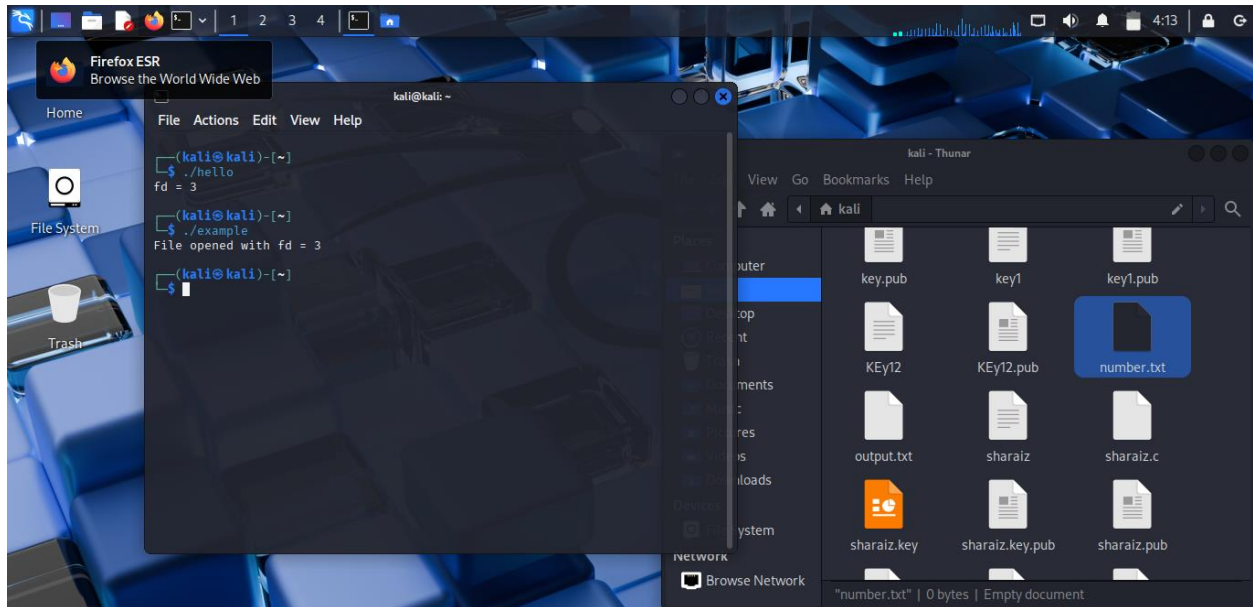 1 2 3 4
4:13
Firefox ESR
Browse the World Wide Web
Home
File System
Trash
kali@kali: ~
File Actions Edit View Help
┌──(kali㉿kali)-[~]
└─$ ./hello
fd = 3
┌──(kali㉿kali)-[~]
└─$ ./example
File opened with fd = 3
┌──(kali㉿kali)-[~]
└─$
kali - Thunar
View Go Bookmarks Help
kali
Places
key.pub key1 key1.pub
KEy12 KEy12.pub number.txt
output.txt sharaiz sharaiz.c
sharaiz.key sharaiz.key.pub sharaiz.pub
Devices
Network
Browse Network
"number.txt" | 0 bytes | Empty document